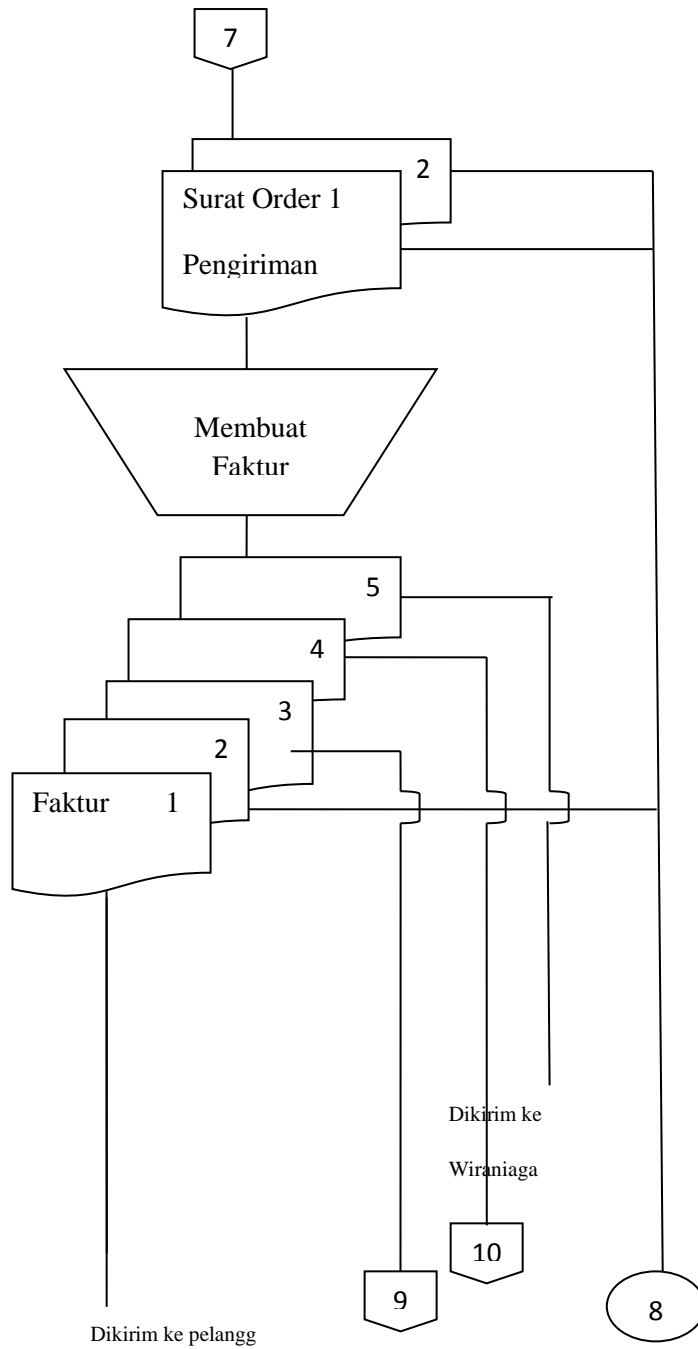 7
2
Surat Order 1
Pengiriman
Membuat
Faktur
5
4
3
2
Faktur 1
Dikirim ke
Wiraniaga
10
9
8
Dikirim ke pelangg